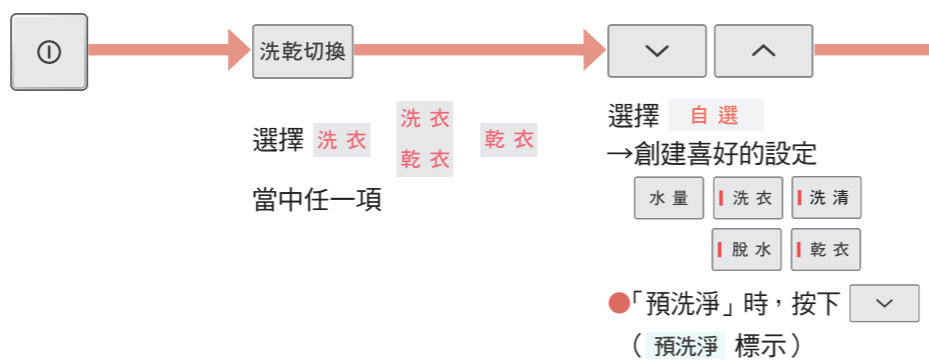 洗乾切換
選擇 洗衣 洗衣 乾衣 乾衣
當中任一項
選擇 自選
→創建喜好的設定
水量 洗衣 洗清
脫水 乾衣
●「預洗淨」時，按下
（預洗淨 標示）